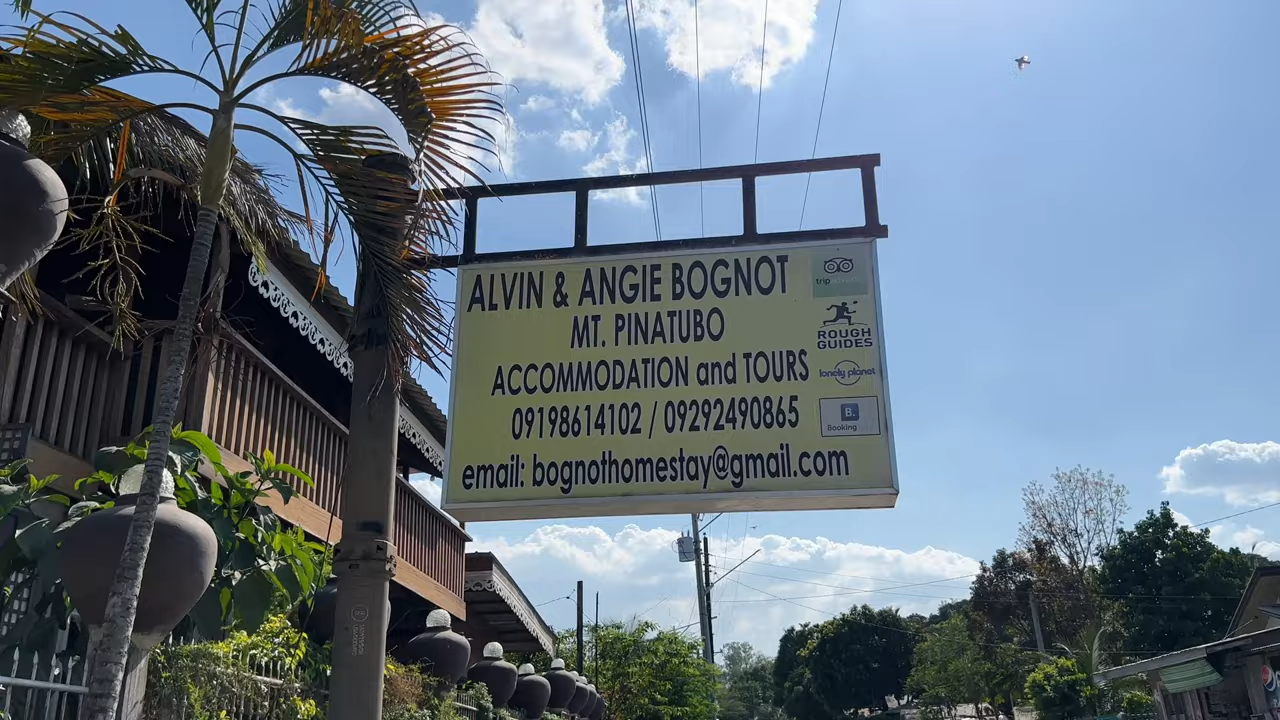 ALVIN & ANGIE BOGNOT
MT. PINATUBO
ACCOMMODATION and TOURS
09198614102 / 09292490865
email: bognothomestay@gmail.com
ROUGH
GUIDES
lonely planet
B.
Booking